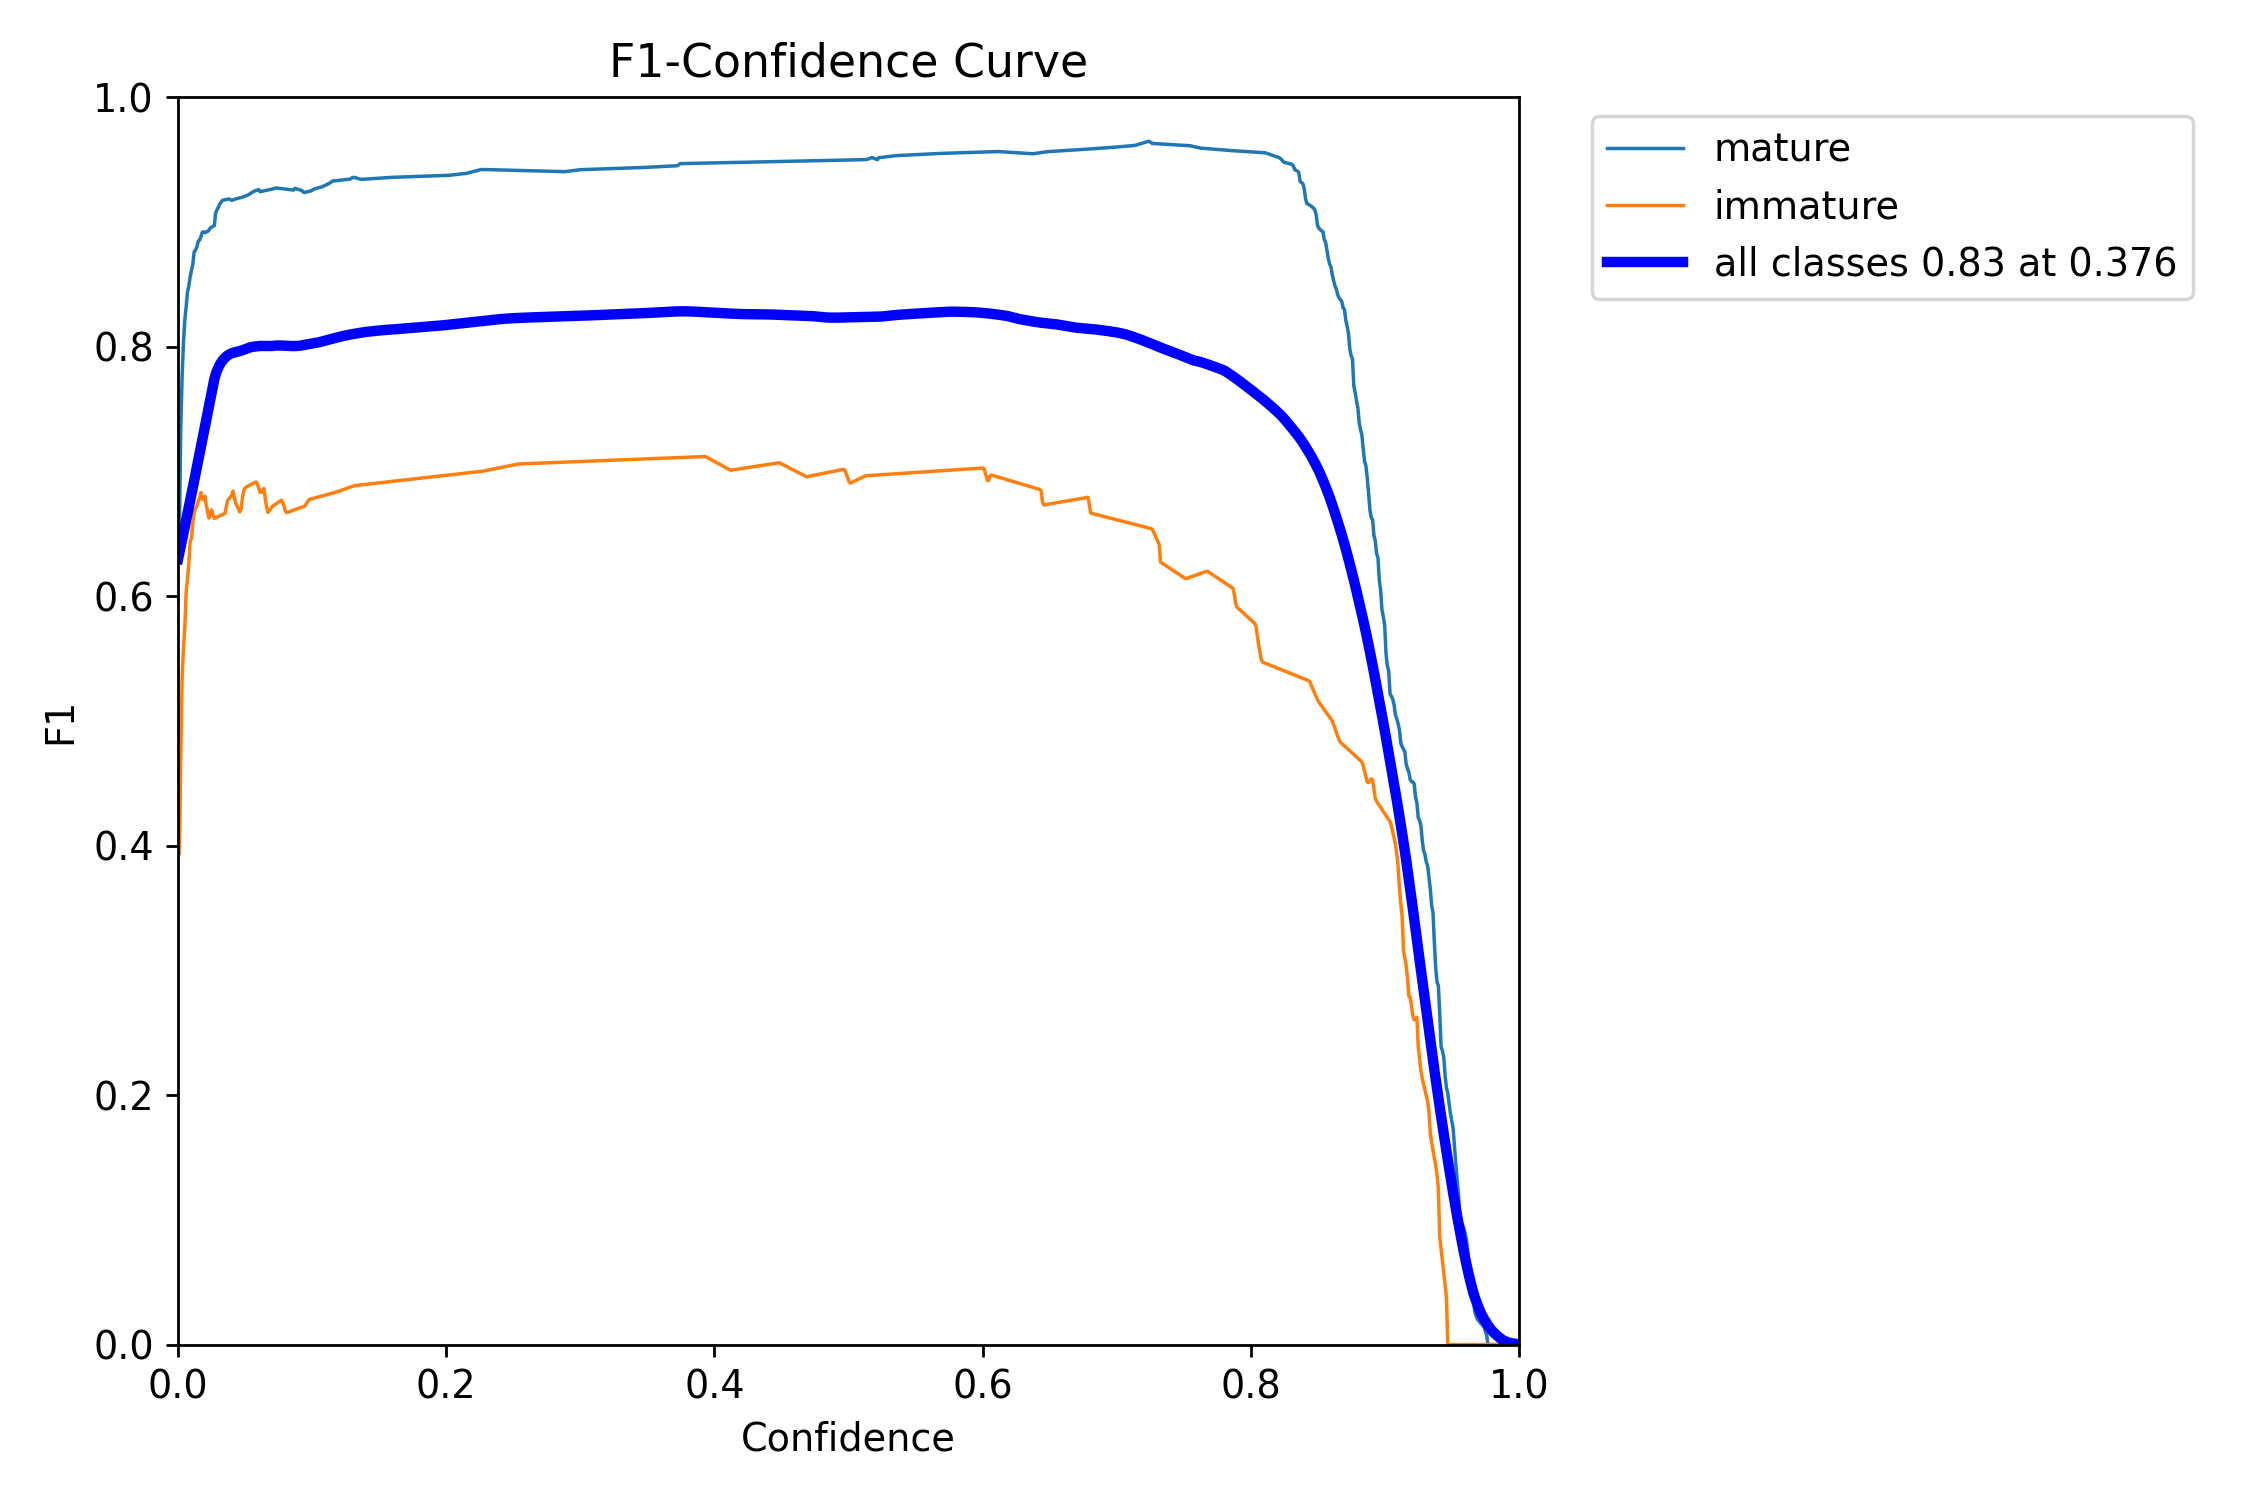 F1-Confidence Curve
mature
immature
all classes 0.83 at 0.376
1.0
0.8
0.6
0.4
0.2
0.0
F1
0.0 0.2 0.4 0.6 0.8 1.0
Confidence